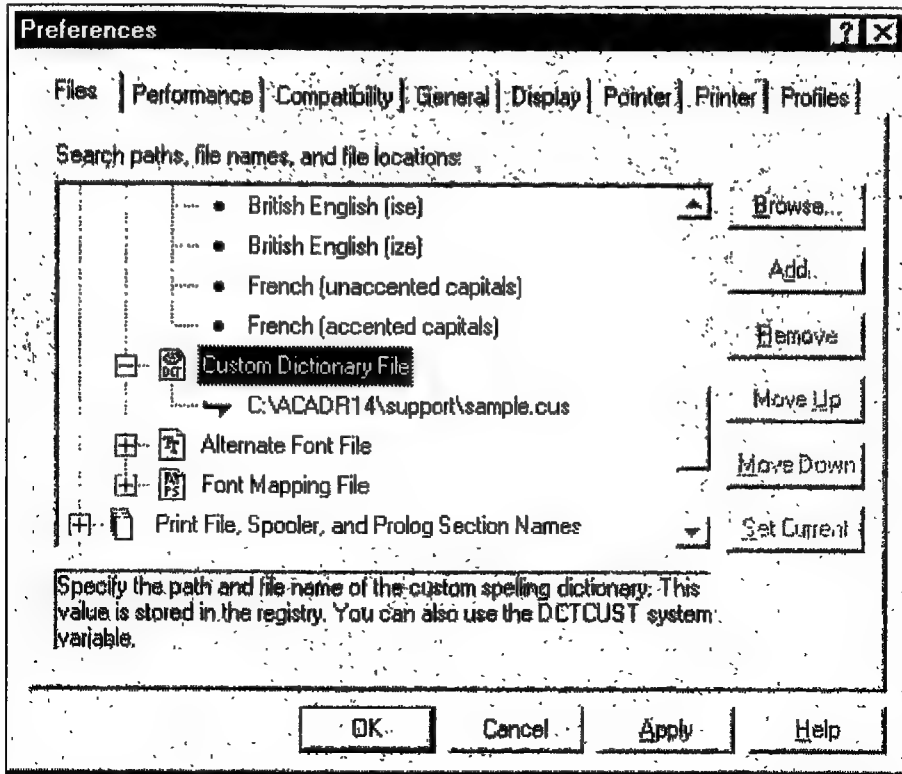 Preferences
Files Performance Compatibility General Display Pointer Printer Profiles
Search paths, file names, and file locations:
British English (ise)
British English (ize)
French (unaccented capitals)
French (accented capitals)
Custom Dictionary File
C:\ACADR14\support\sample.cus
Alternate Font File
Font Mapping File
Print File, Spooler, and Prolog Section Names
Browse...
Add...
Remove
Move Up
Move Down
Set Current
Specify the path and file name of the custom spelling dictionary. This
value is stored in the registry. You can also use the DCTCUST system
variable.
OK Cancel Apply Help